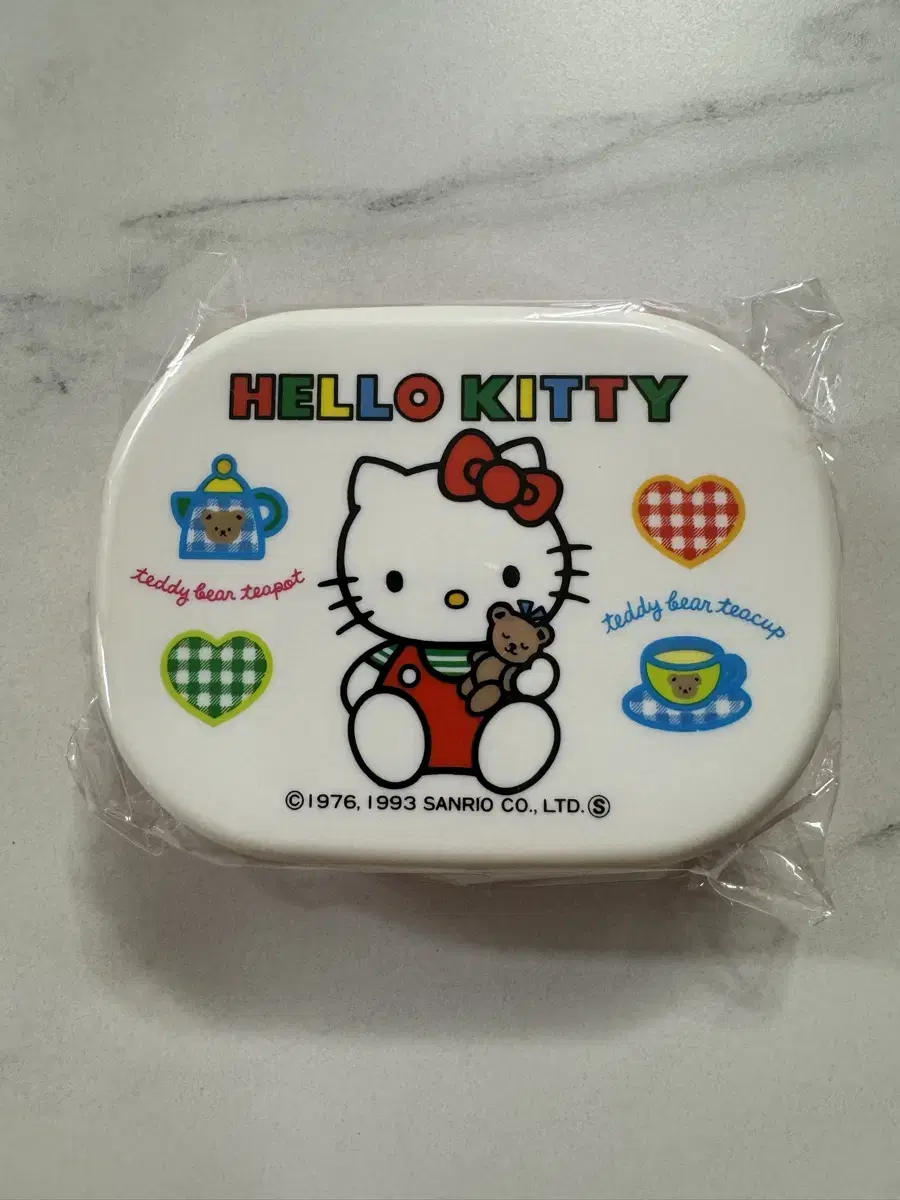 HELLO KITTY
teddy bear teapot
teddy bear teacup
©1976, 1993 SANRIO CO., LTD. Ⓢ